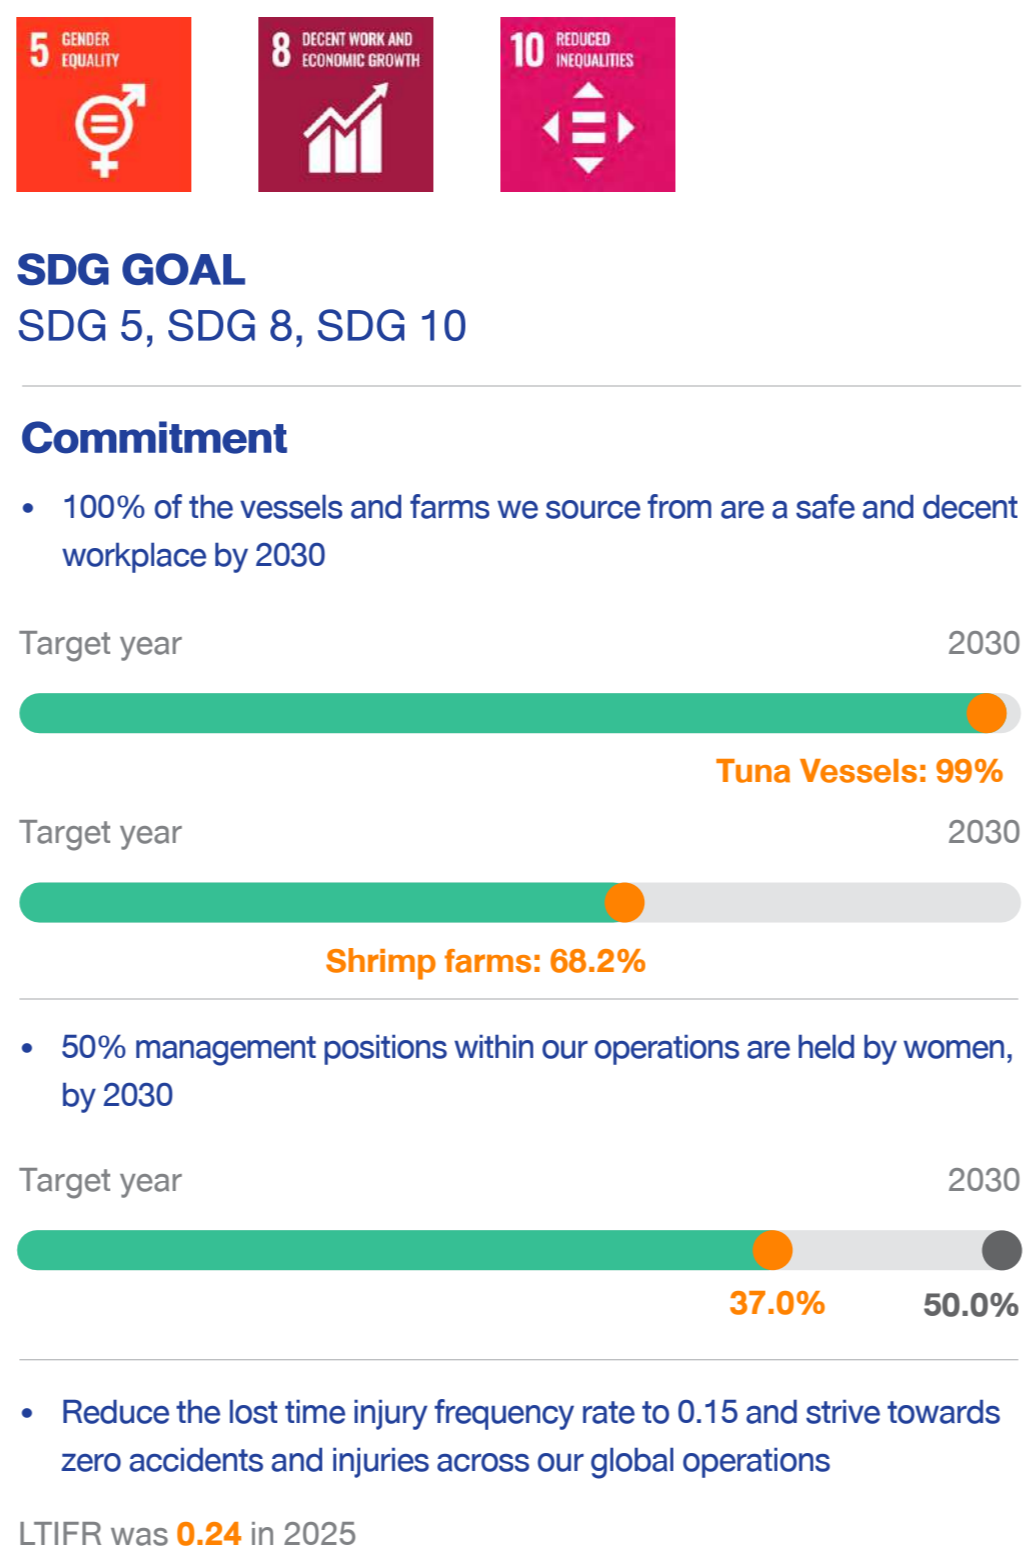 5 GENDER
EQUALITY
8 DECENT WORK AND
ECONOMIC GROWTH
10 REDUCED
INEQUALITIES
SDG GOAL
SDG 5, SDG 8, SDG 10
Commitment
• 100% of the vessels and farms we source from are a safe and decent
workplace by 2030
Target year 2030
Tuna Vessels: 99%
Target year 2030
Shrimp farms: 68.2%
• 50% management positions within our operations are held by women,
by 2030
Target year 2030
37.0% 50.0%
• Reduce the lost time injury frequency rate to 0.15 and strive towards
zero accidents and injuries across our global operations
LTIFR was 0.24 in 2025